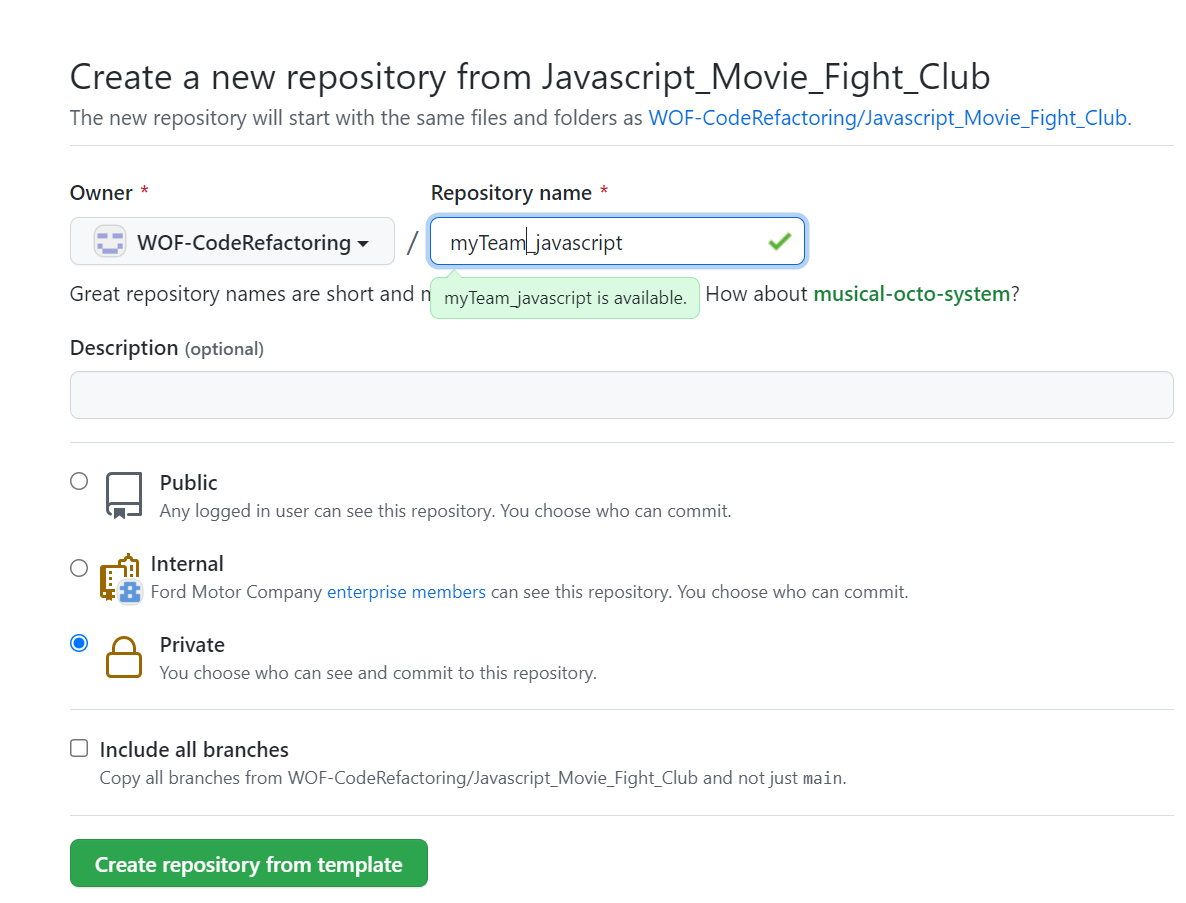 Create a new repository from Javascript_Movie_Fight_Club
The new repository will start with the same files and folders as WOF-CodeRefactoring/Javascript_Movie_Fight_Club.
Owner * Repository name *
WOF-CodeRefactoring / myTeam_javascript
Great repository names are short and myTeam_javascript is available. How about musical-octo-system?
Description (optional)
Public
Any logged in user can see this repository. You choose who can commit.
Internal
Ford Motor Company enterprise members can see this repository. You choose who can commit.
Private
You choose who can see and commit to this repository.
Include all branches
Copy all branches from WOF-CodeRefactoring/Javascript_Movie_Fight_Club and not just main.
Create repository from template